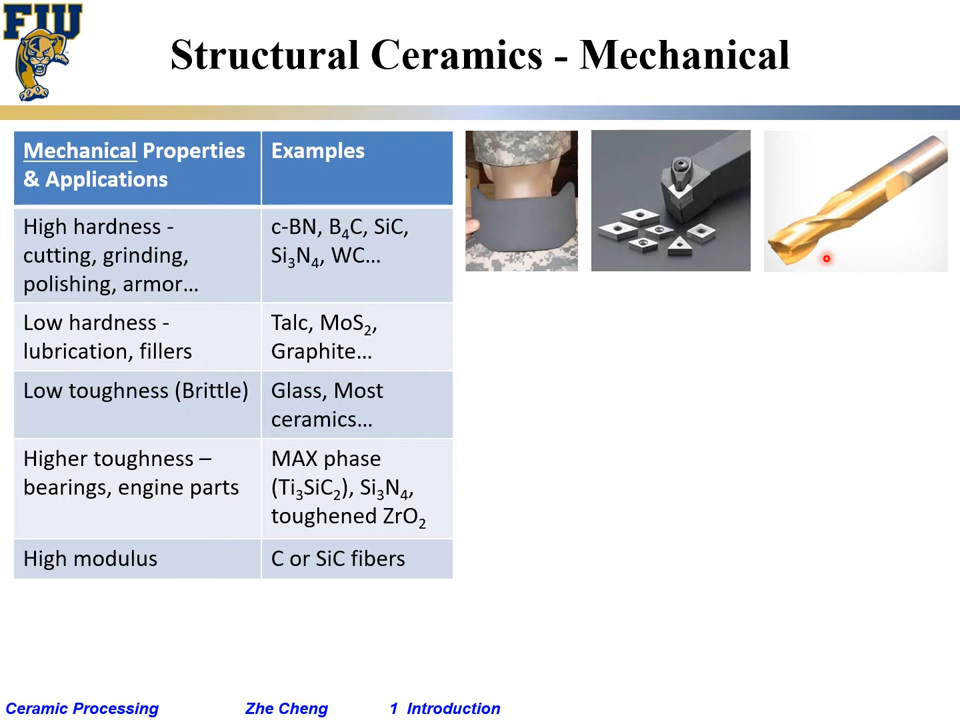 FIU
Structural Ceramics - Mechanical
Mechanical Properties
& Applications
Examples
High hardness -
cutting, grinding,
polishing, armor…
c-BN, B₄C, SiC,
Si₃N₄, WC…
Low hardness -
lubrication, fillers
Talc, MoS₂,
Graphite…
Low toughness (Brittle)
Glass, Most
ceramics…
Higher toughness –
bearings, engine parts
MAX phase
(Ti₃SiC₂), Si₃N₄,
toughened ZrO₂
High modulus
C or SiC fibers
Ceramic Processing Zhe Cheng 1 Introduction